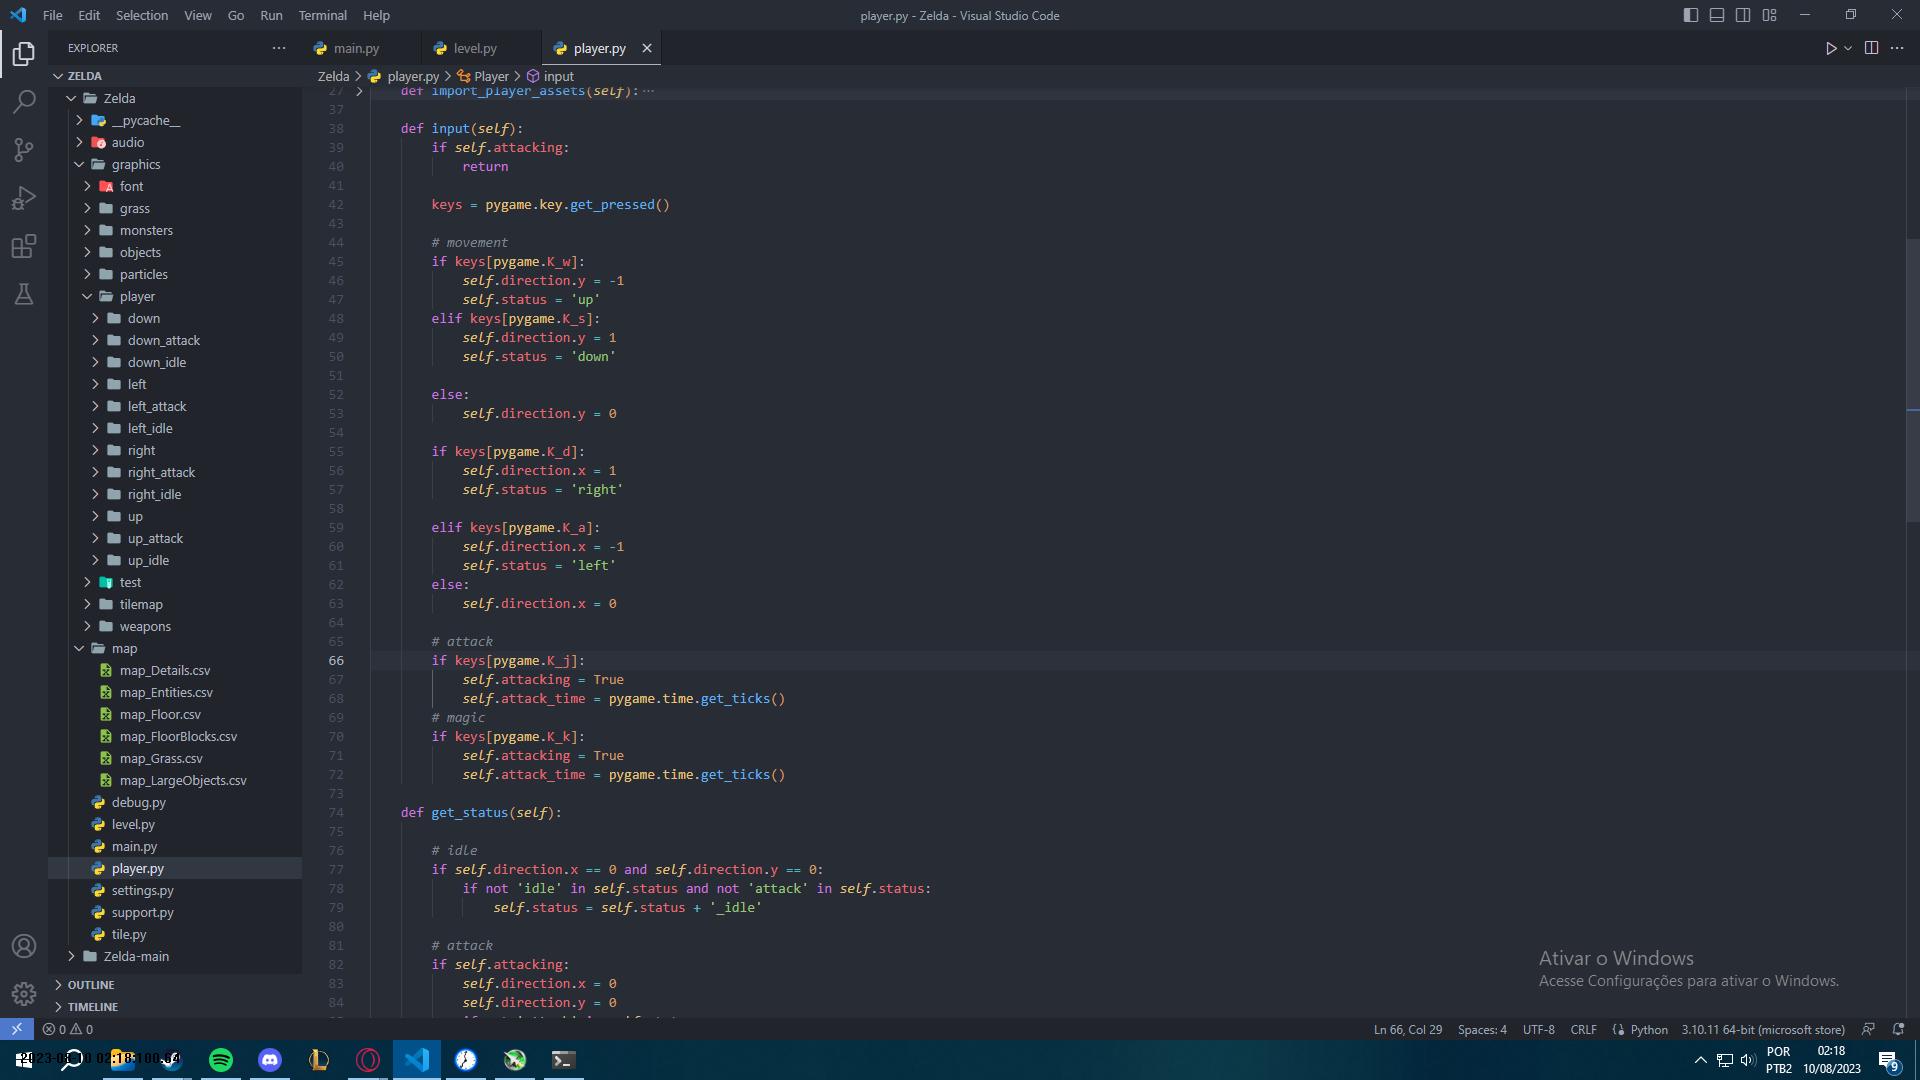 File Edit Selection View Go Run Terminal Help
player.py - Zelda - Visual Studio Code
EXPLORER
main.py level.py player.py
ZELDA
Zelda > player.py > Player > input
Zelda
__pycache__
audio
graphics
font
grass
monsters
objects
particles
player
down
down_attack
down_idle
left
left_attack
left_idle
right
right_attack
right_idle
up
up_attack
up_idle
test
tilemap
weapons
map
map_Details.csv
map_Entities.csv
map_Floor.csv
map_FloorBlocks.csv
map_Grass.csv
map_LargeObjects.csv
debug.py
level.py
main.py
player.py
settings.py
support.py
tile.py
Zelda-main
OUTLINE
TIMELINE
27 def import_player_assets(self): ...
37
38 def input(self):
39 if self.attacking:
40 return
41
42 keys = pygame.key.get_pressed()
43
44 # movement
45 if keys[pygame.K_w]:
46 self.direction.y = -1
47 self.status = 'up'
48 elif keys[pygame.K_s]:
49 self.direction.y = 1
50 self.status = 'down'
51
52 else:
53 self.direction.y = 0
54
55 if keys[pygame.K_d]:
56 self.direction.x = 1
57 self.status = 'right'
58
59 elif keys[pygame.K_a]:
60 self.direction.x = -1
61 self.status = 'left'
62 else:
63 self.direction.x = 0
64
65 # attack
66 if keys[pygame.K_j]:
67 self.attacking = True
68 self.attack_time = pygame.time.get_ticks()
69 # magic
70 if keys[pygame.K_k]:
71 self.attacking = True
72 self.attack_time = pygame.time.get_ticks()
73
74 def get_status(self):
75
76 # idle
77 if self.direction.x == 0 and self.direction.y == 0:
78 if not 'idle' in self.status and not 'attack' in self.status:
79 self.status = self.status + '_idle'
80
81 # attack
82 if self.attacking:
83 self.direction.x = 0
84 self.direction.y = 0
Ativar o Windows
Acesse Configurações para ativar o Windows.
0 0
Ln 66, Col 29 Spaces: 4 UTF-8 CRLF Python 3.10.11 64-bit (microsoft store)
POR
PTB2
02:18
10/08/2023
9